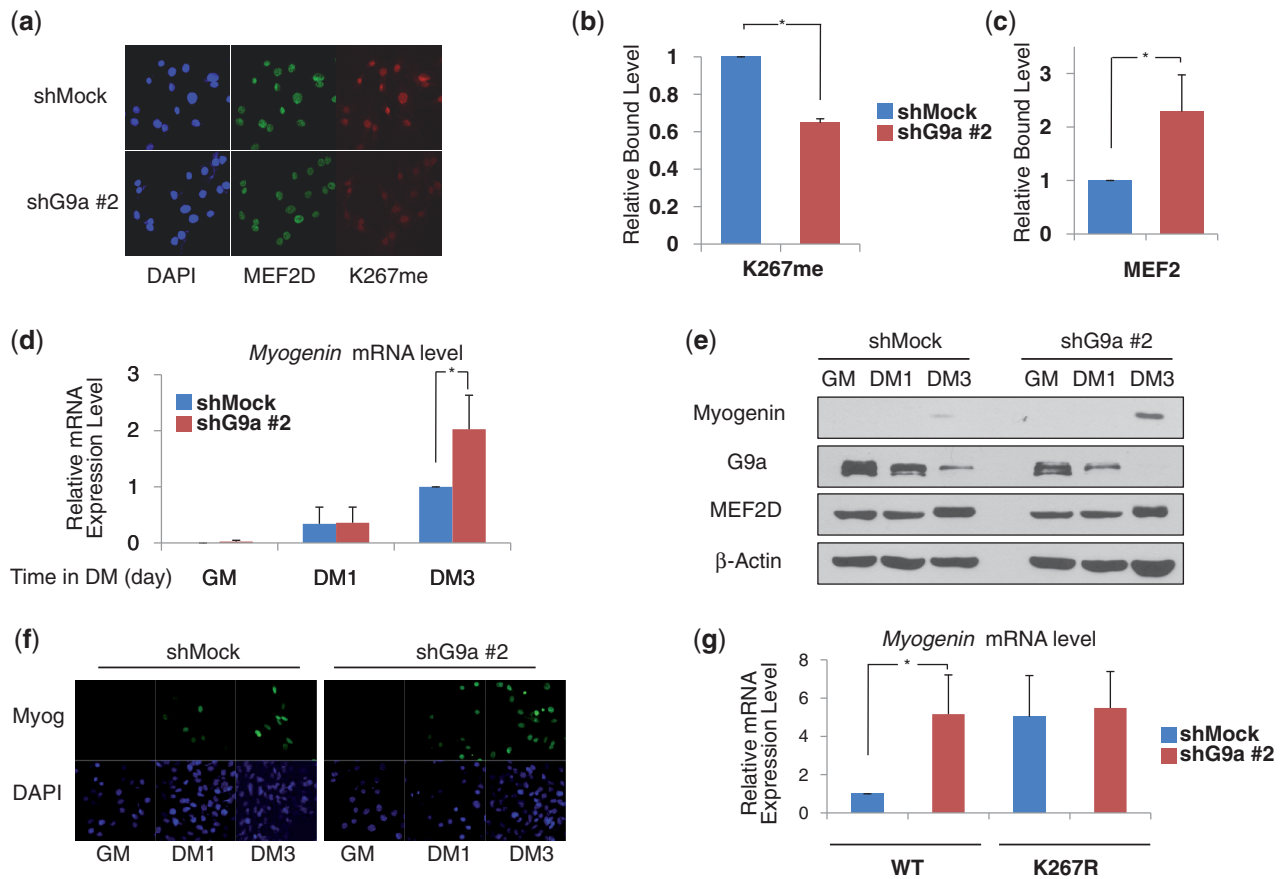 (a)
shMock
shG9a #2
DAPI MEF2D K267me
(b)
Relative Bound Level
1
0.8
0.6
0.4
0.2
0
*
K267me
shMock
shG9a #2
(c)
Relative Bound Level
3
2
1
0
*
MEF2
(d)
Myogenin mRNA level
Relative mRNA
Expression Level
3
2
1
0
*
shMock
shG9a #2
Time in DM (day) GM DM1 DM3
(e)
shMock shG9a #2
GM DM1 DM3 GM DM1 DM3
Myogenin
G9a
MEF2D
β-Actin
(f)
shMock shG9a #2
Myog
DAPI
GM DM1 DM3 GM DM1 DM3
(g)
Myogenin mRNA level
Relative mRNA
Expression Level
8
6
4
2
0
*
shMock
shG9a #2
WT K267R